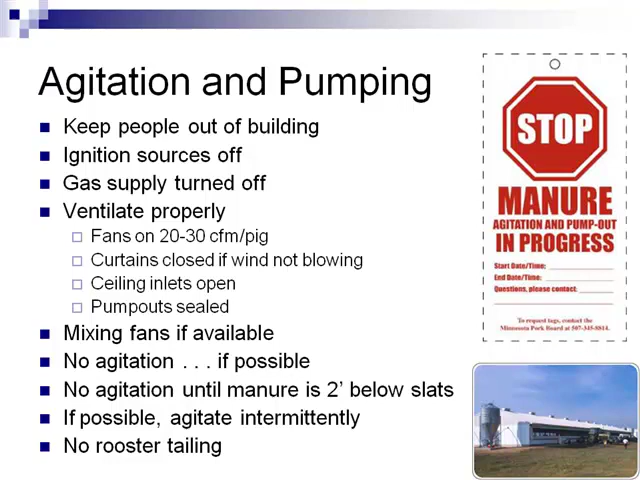 Agitation and Pumping
Keep people out of building
Ignition sources off
Gas supply turned off
Ventilate properly
Fans on 20-30 cfm/pig
Curtains closed if wind not blowing
Ceiling inlets open
Pumpouts sealed
Mixing fans if available
No agitation . . . if possible
No agitation until manure is 2’ below slats
If possible, agitate intermittently
No rooster tailing
STOP
MANURE
AGITATION AND PUMP-OUT
IN PROGRESS
Start Date/Time:
End Date/Time:
Questions, please contact:
To request tags, contact the
Minnesota Pork Board at 507-345-8814.